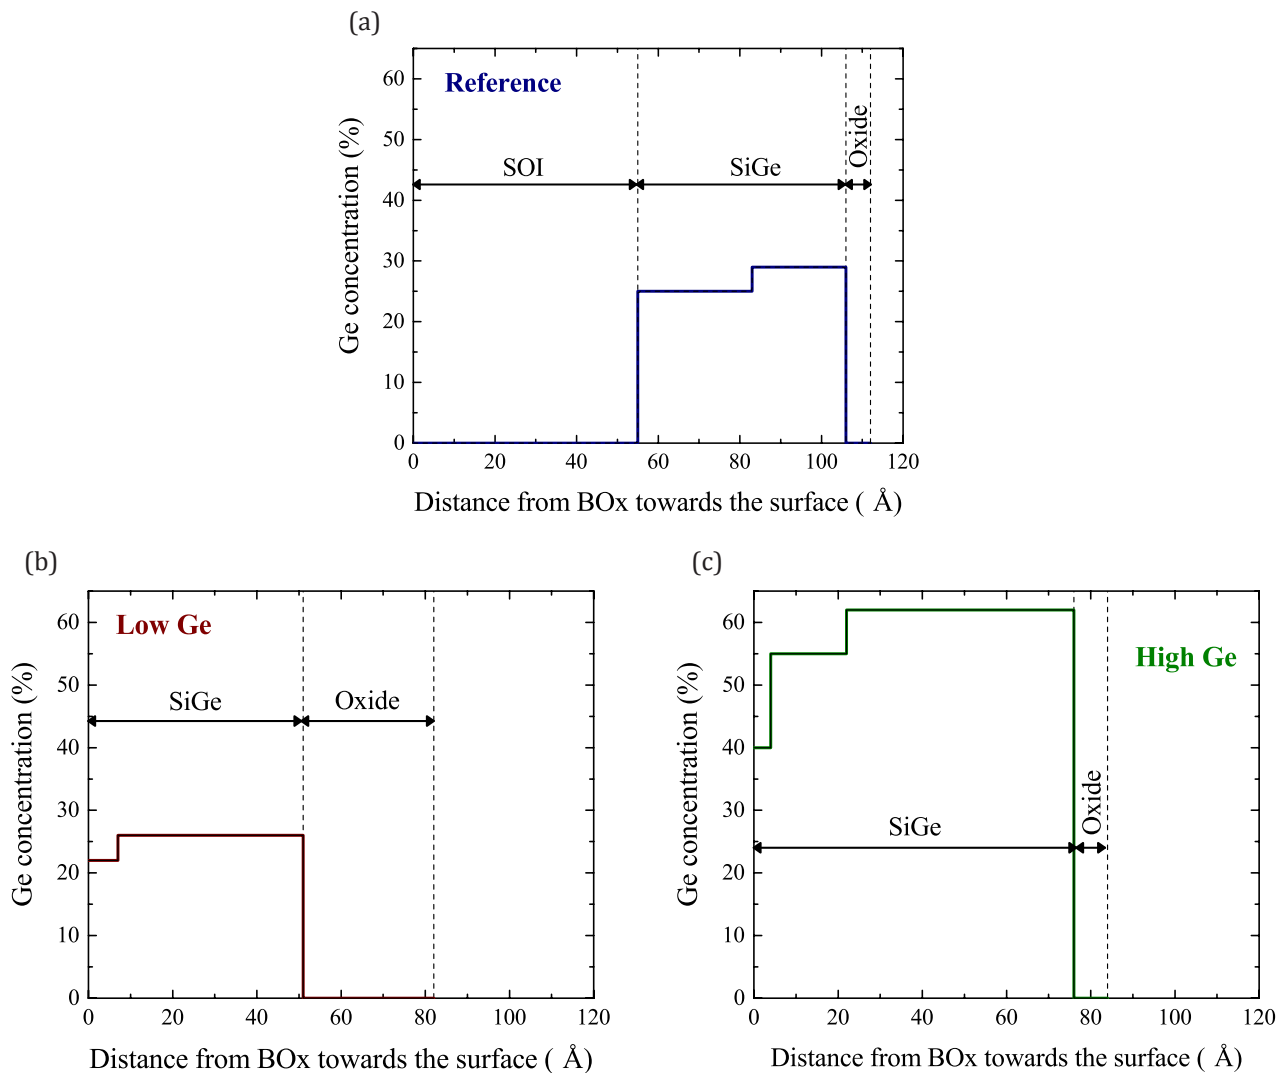 (a)
Reference
60
50
40
30
20
10
0
SOI
SiGe
Oxide
Ge concentration (%)
0 20 40 60 80 100 120
Distance from BOx towards the surface ( Å)
(b)
Low Ge
60
50
40
30
20
10
0
SiGe
Oxide
Ge concentration (%)
0 20 40 60 80 100 120
Distance from BOx towards the surface ( Å)
(c)
High Ge
60
50
40
30
20
10
0
SiGe
Oxide
Ge concentration (%)
0 20 40 60 80 100 120
Distance from BOx towards the surface ( Å)